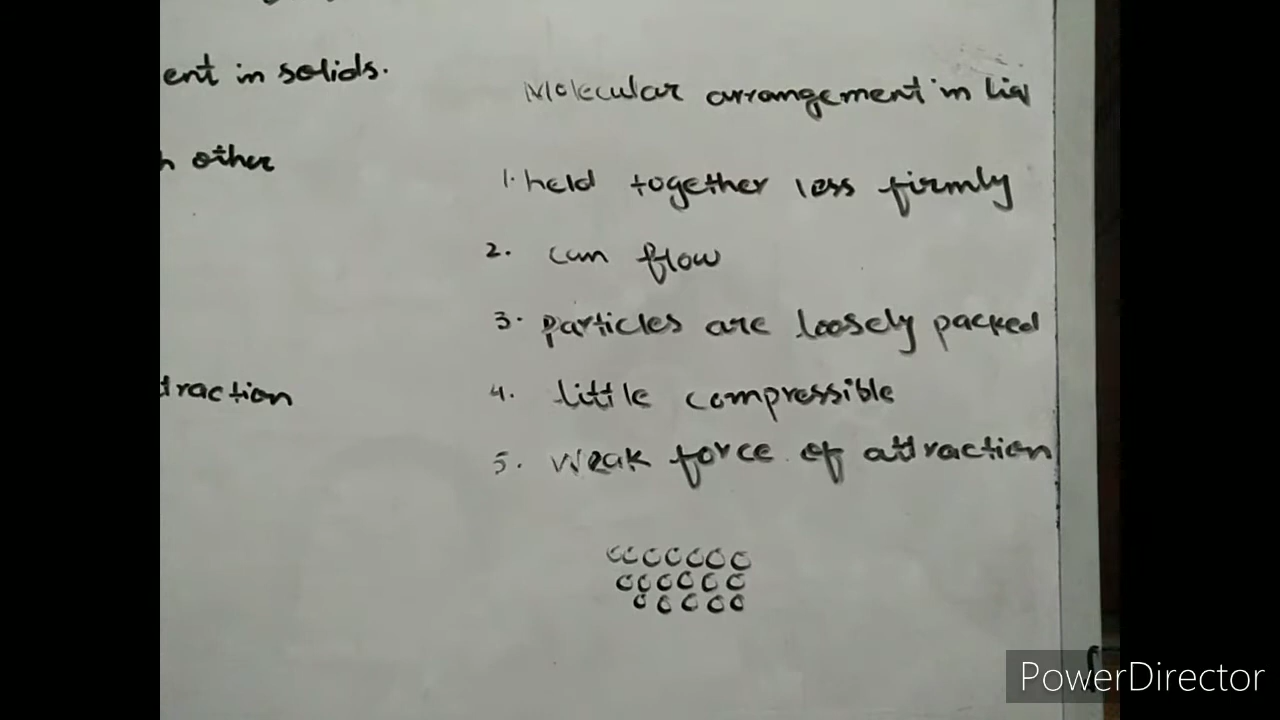 ent in solids.
h other
traction
Molecular arrangement in Liq
1. held together less firmly
2. can flow
3. particles are loosely packed
4. little compressible
5. Weak force of attraction
PowerDirector